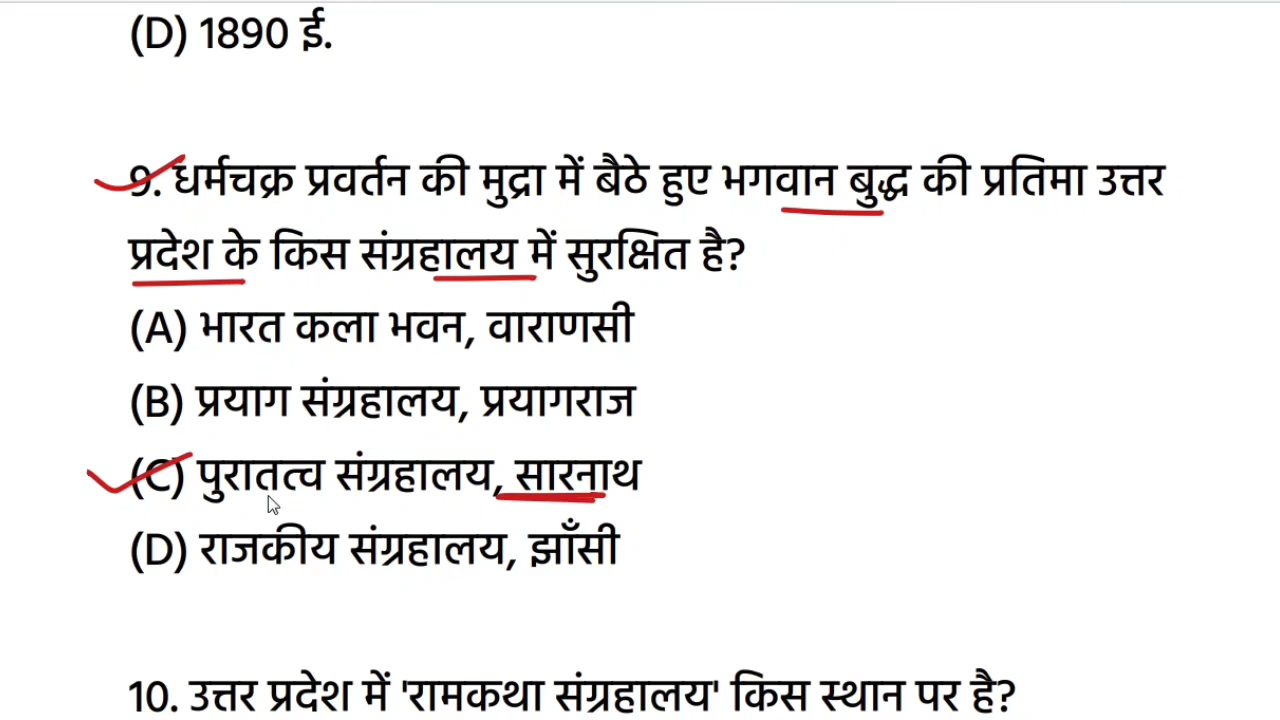 (D) 1890 ई.
9. धर्मचक्र प्रवर्तन की मुद्रा में बैठे हुए भगवान बुद्ध की प्रतिमा उत्तर
प्रदेश के किस संग्रहालय में सुरक्षित है?
(A) भारत कला भवन, वाराणसी
(B) प्रयाग संग्रहालय, प्रयागराज
(C) पुरातत्व संग्रहालय, सारनाथ
(D) राजकीय संग्रहालय, झाँसी
10. उत्तर प्रदेश में 'रामकथा संग्रहालय' किस स्थान पर है?